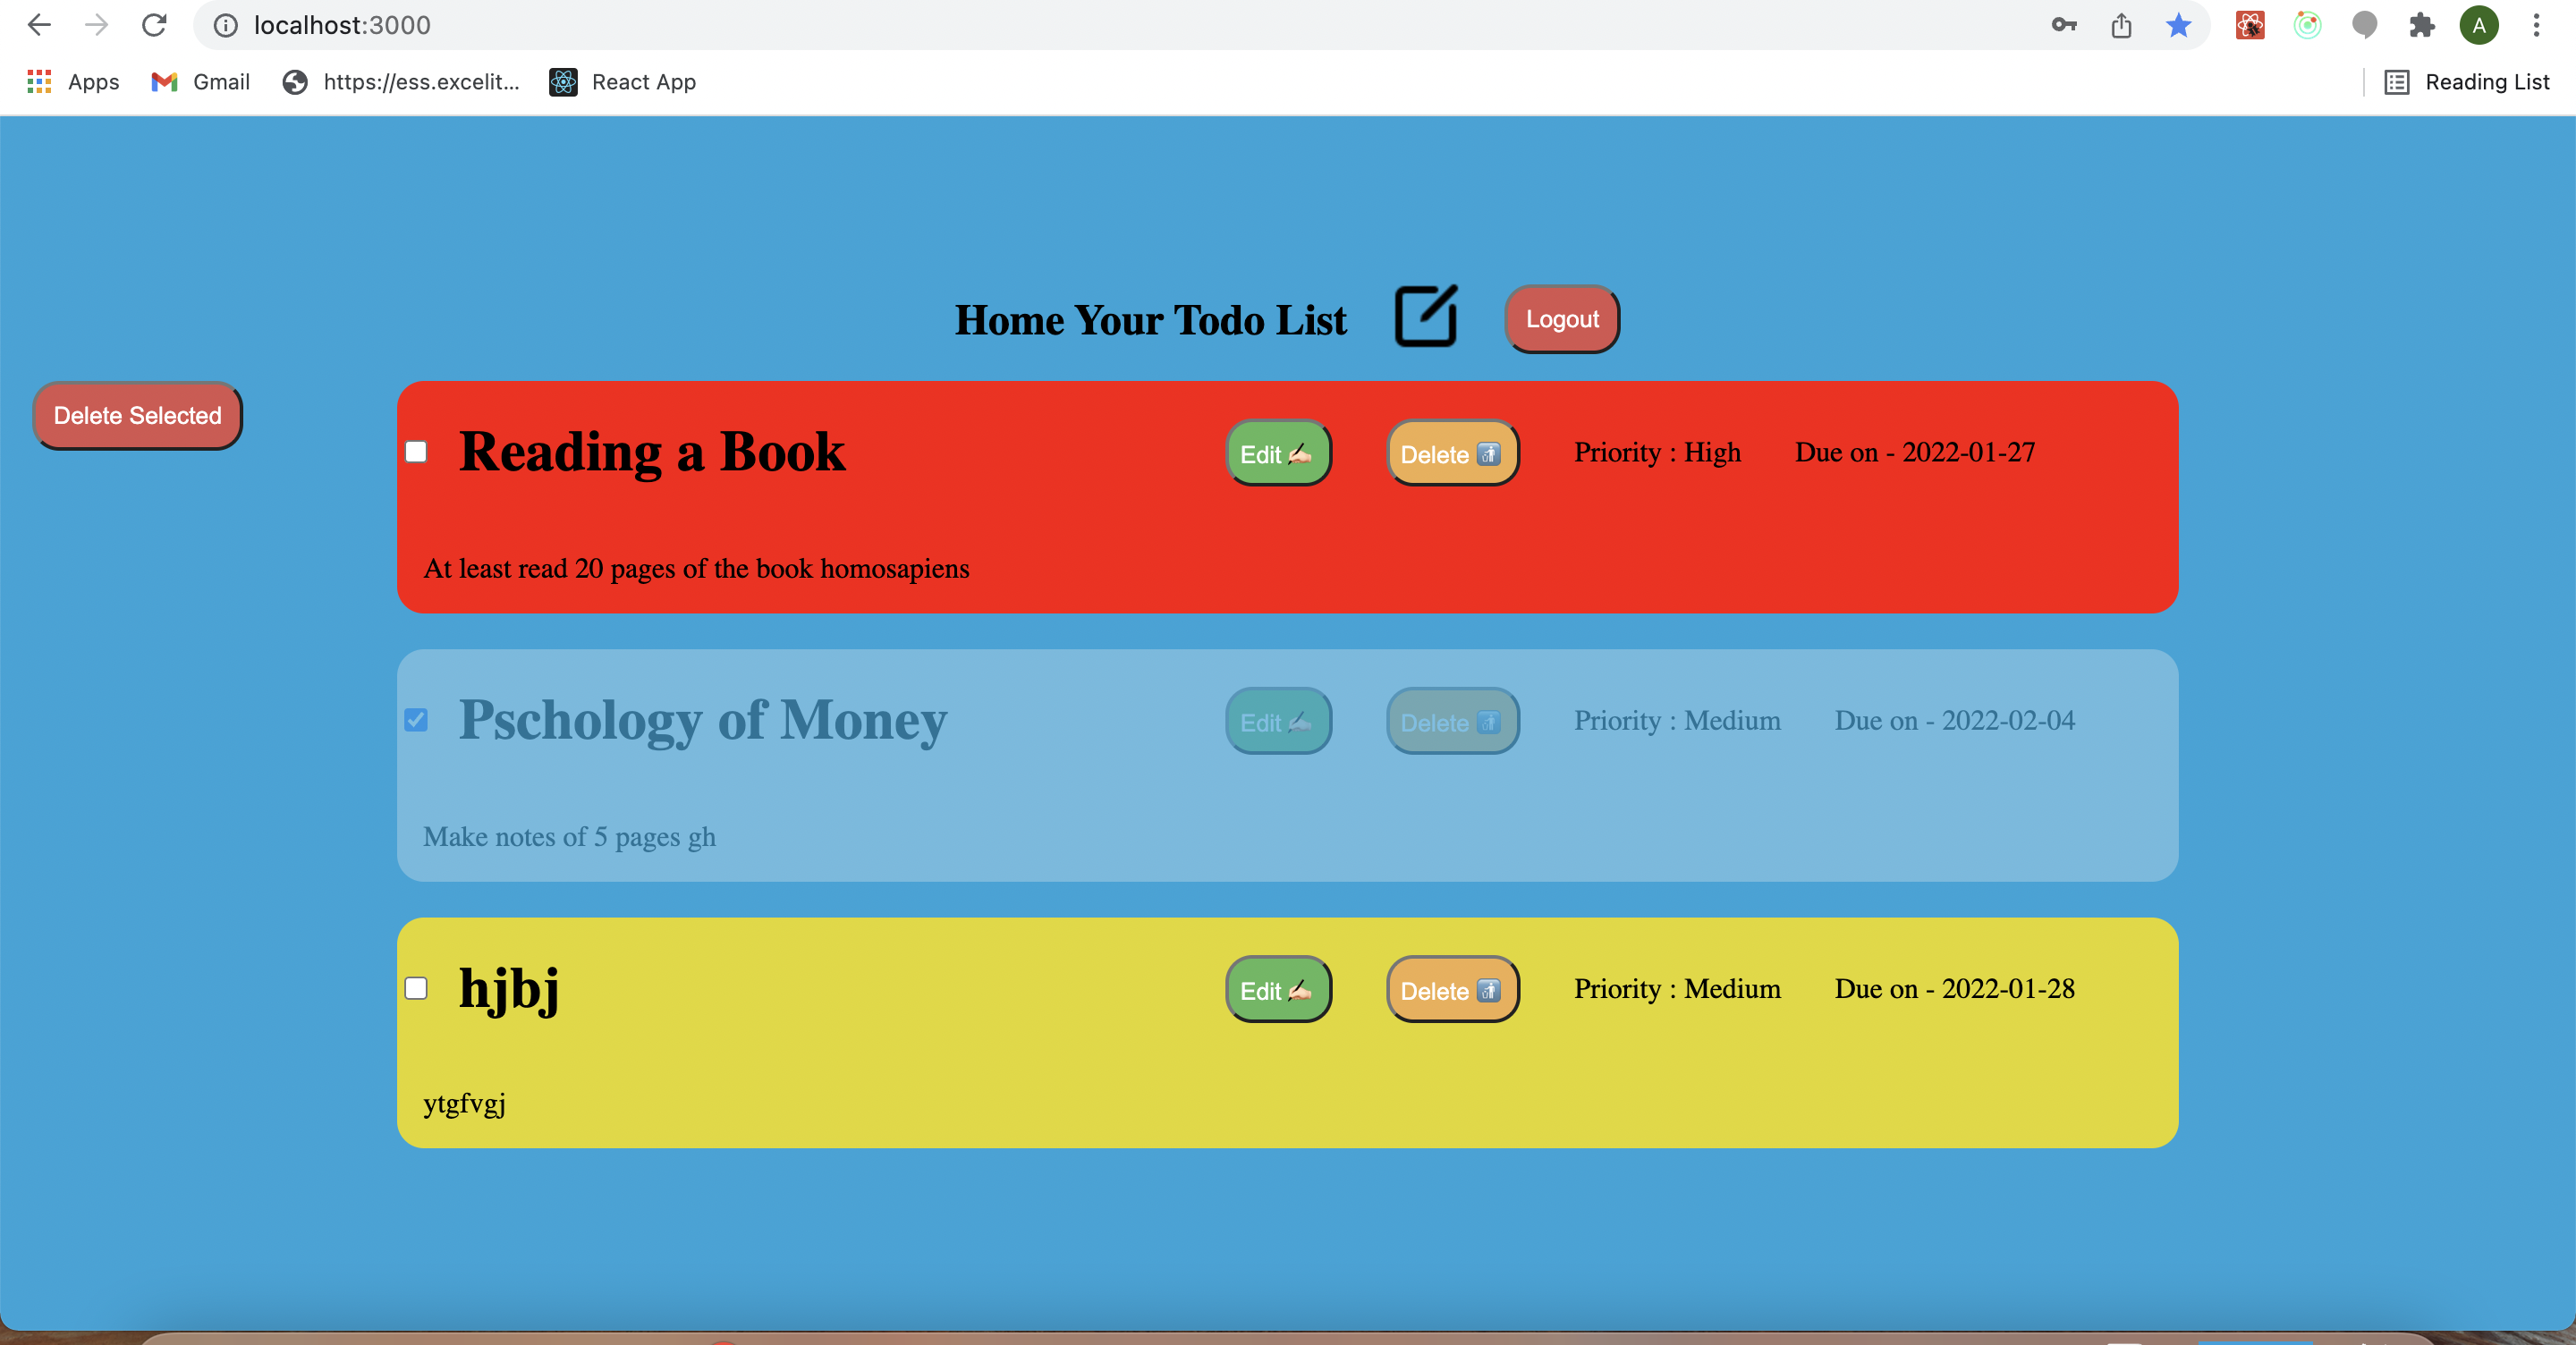 localhost:3000
A
Apps Gmail https://ess.excelit... React App Reading List
Home Your Todo List Logout
Delete Selected
Reading a Book Edit ✍🏻 Delete 🚮 Priority : High Due on - 2022-01-27
At least read 20 pages of the book homosapiens
Pschology of Money Edit ✍🏻 Delete 🚮 Priority : Medium Due on - 2022-02-04
Make notes of 5 pages gh
hjbj Edit ✍🏻 Delete 🚮 Priority : Medium Due on - 2022-01-28
ytgfvgj